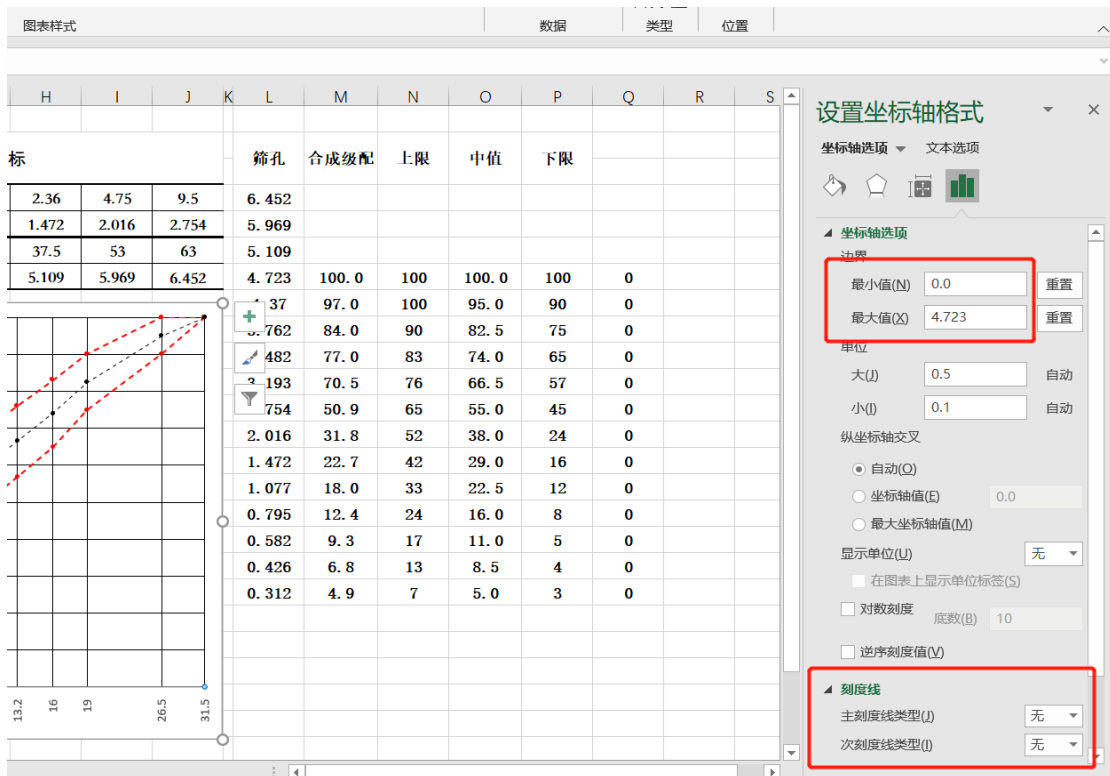 图表样式 数据 类型 位置
H I J K L M N O P Q R S
标 筛孔 合成级配 上限 中值 下限
2.36 4.75 9.5 6.452
1.472 2.016 2.754 5.969
37.5 53 63 5.109
5.109 5.969 6.452 4.723 100.0 100 100.0 100 0
37 97.0 100 95.0 90 0
762 84.0 90 82.5 75 0
482 77.0 83 74.0 65 0
193 70.5 76 66.5 57 0
754 50.9 65 55.0 45 0
2.016 31.8 52 38.0 24 0
1.472 22.7 42 29.0 16 0
1.077 18.0 33 22.5 12 0
0.795 12.4 24 16.0 8 0
0.582 9.3 17 11.0 5 0
0.426 6.8 13 8.5 4 0
0.312 4.9 7 5.0 3 0
13.2 16 19 26.5 31.5
设置坐标轴格式
坐标轴选项 文本选项
坐标轴选项
边界
最小值(N) 0.0 重置
最大值(X) 4.723 重置
单位
大(J) 0.5 自动
小(I) 0.1 自动
纵坐标轴交叉
自动(O)
坐标轴值(E) 0.0
最大坐标轴值(M)
显示单位(U) 无
在图表上显示单位标签(S)
对数刻度 底数(B) 10
逆序刻度值(V)
刻度线
主刻度线类型(J) 无
次刻度线类型(I) 无